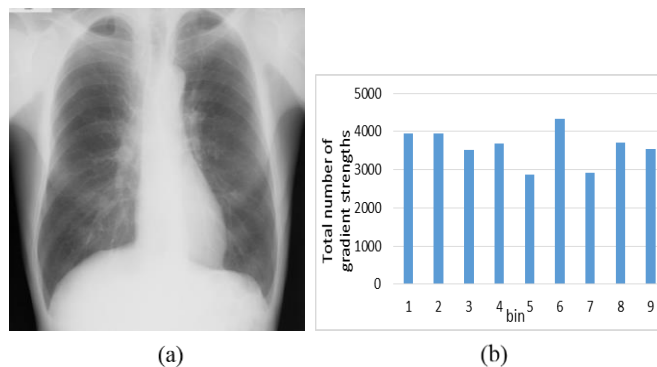 5000
4000
3000
2000
1000
0
Total number of
gradient strengths
1 2 3 4 5 6 7 8 9
bin
(a)
(b)